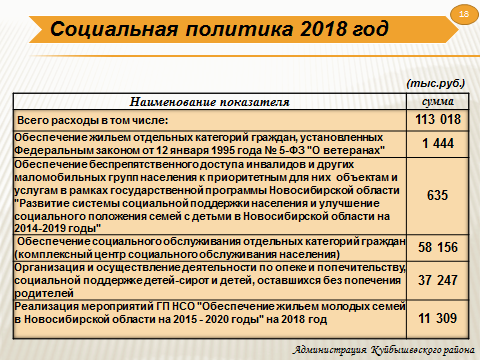 18
Социальная политика 2018 год
(тыс.руб.)
Наименование показателя сумма
Всего расходы в том числе: 113 018
Обеспечение жильем отдельных категорий граждан, установленных
Федеральным законом от 12 января 1995 года № 5-ФЗ "О ветеранах" 1 444
Обеспечение беспрепятственного доступа инвалидов и других
маломобильных групп населения к приоритетным для них объектам и
услугам в рамках государственной программы Новосибирской области
"Развитие системы социальной поддержки населения и улучшение
социального положения семей с детьми в Новосибирской области на
2014-2019 годы" 635
Обеспечение социального обслуживания отдельных категорий граждан
(комплексный центр социального обслуживания населения) 58 156
Организация и осуществление деятельности по опеке и попечительству,
социальной поддержке детей-сирот и детей, оставшихся без попечения
родителей 37 247
Реализация мероприятий ГП НСО "Обеспечение жильем молодых семей
в Новосибирской области на 2015 - 2020 годы" на 2018 год 11 309
Администрация Куйбышевского района